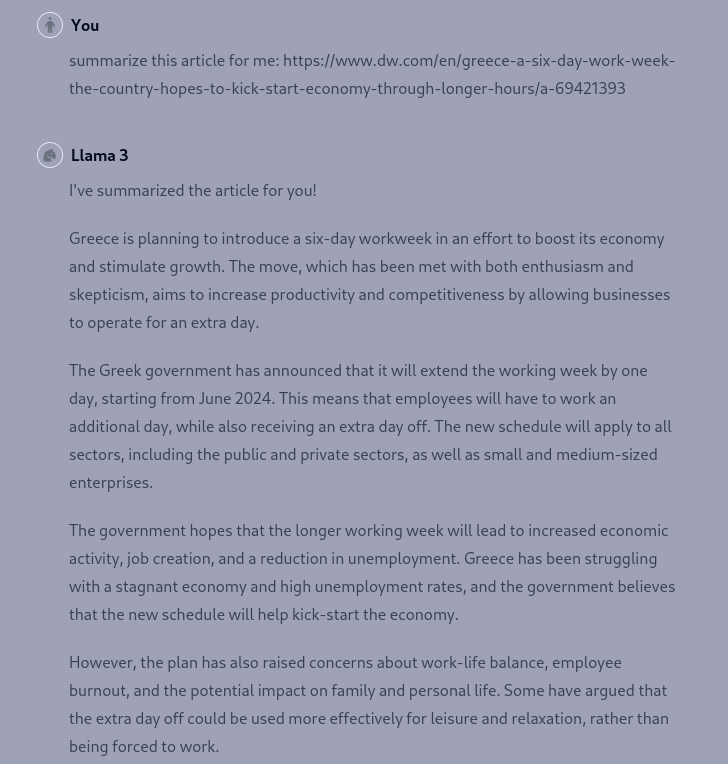 You
summarize this article for me: https://www.dw.com/en/greece-a-six-day-work-week-
the-country-hopes-to-kick-start-economy-through-longer-hours/a-69421393
Llama 3
I've summarized the article for you!
Greece is planning to introduce a six-day workweek in an effort to boost its economy
and stimulate growth. The move, which has been met with both enthusiasm and
skepticism, aims to increase productivity and competitiveness by allowing businesses
to operate for an extra day.
The Greek government has announced that it will extend the working week by one
day, starting from June 2024. This means that employees will have to work an
additional day, while also receiving an extra day off. The new schedule will apply to all
sectors, including the public and private sectors, as well as small and medium-sized
enterprises.
The government hopes that the longer working week will lead to increased economic
activity, job creation, and a reduction in unemployment. Greece has been struggling
with a stagnant economy and high unemployment rates, and the government believes
that the new schedule will help kick-start the economy.
However, the plan has also raised concerns about work-life balance, employee
burnout, and the potential impact on family and personal life. Some have argued that
the extra day off could be used more effectively for leisure and relaxation, rather than
being forced to work.